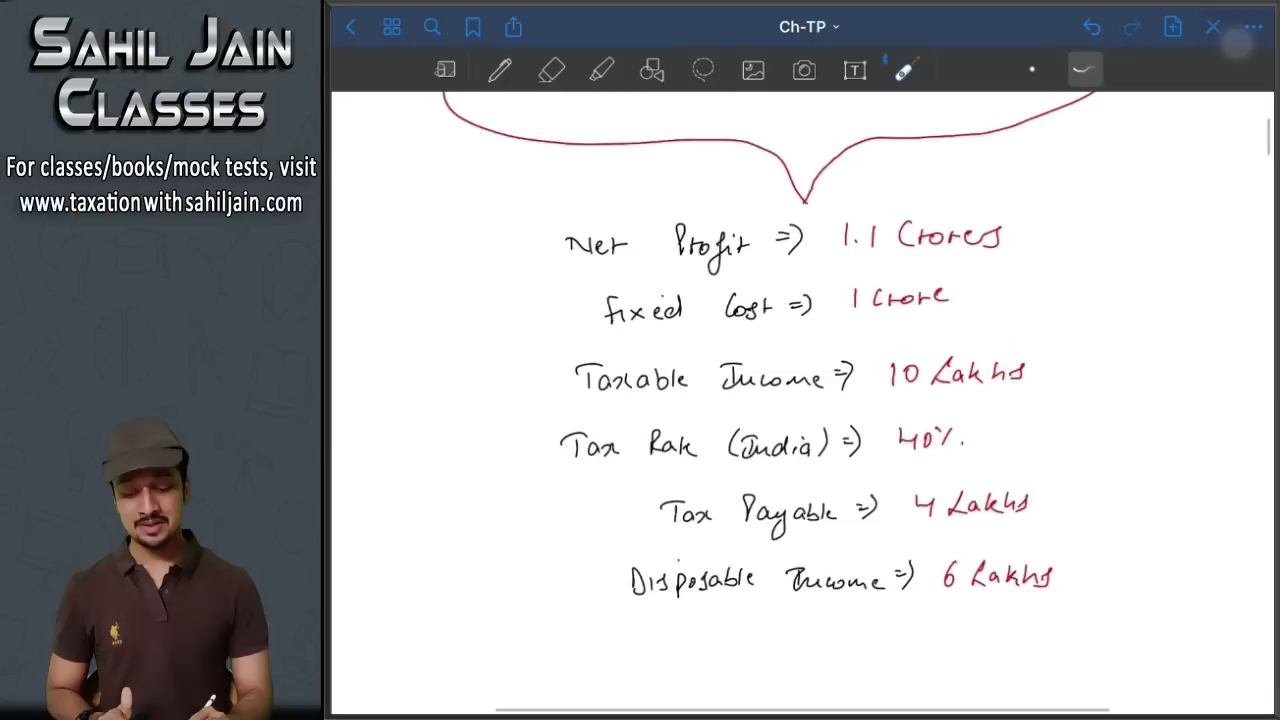 SAHIL JAIN
CLASSES
For classes/books/mock tests, visit
www.taxationwithsahiljain.com
Ch-TP
T
Net Profit => 1.1 Crores
Fixed Cost => 1 Crore
Taxable Income => 10 Lakhs
Tax Rate (India) => 40%.
Tax Payable => 4 Lakhs
Disposable Income => 6 Lakhs